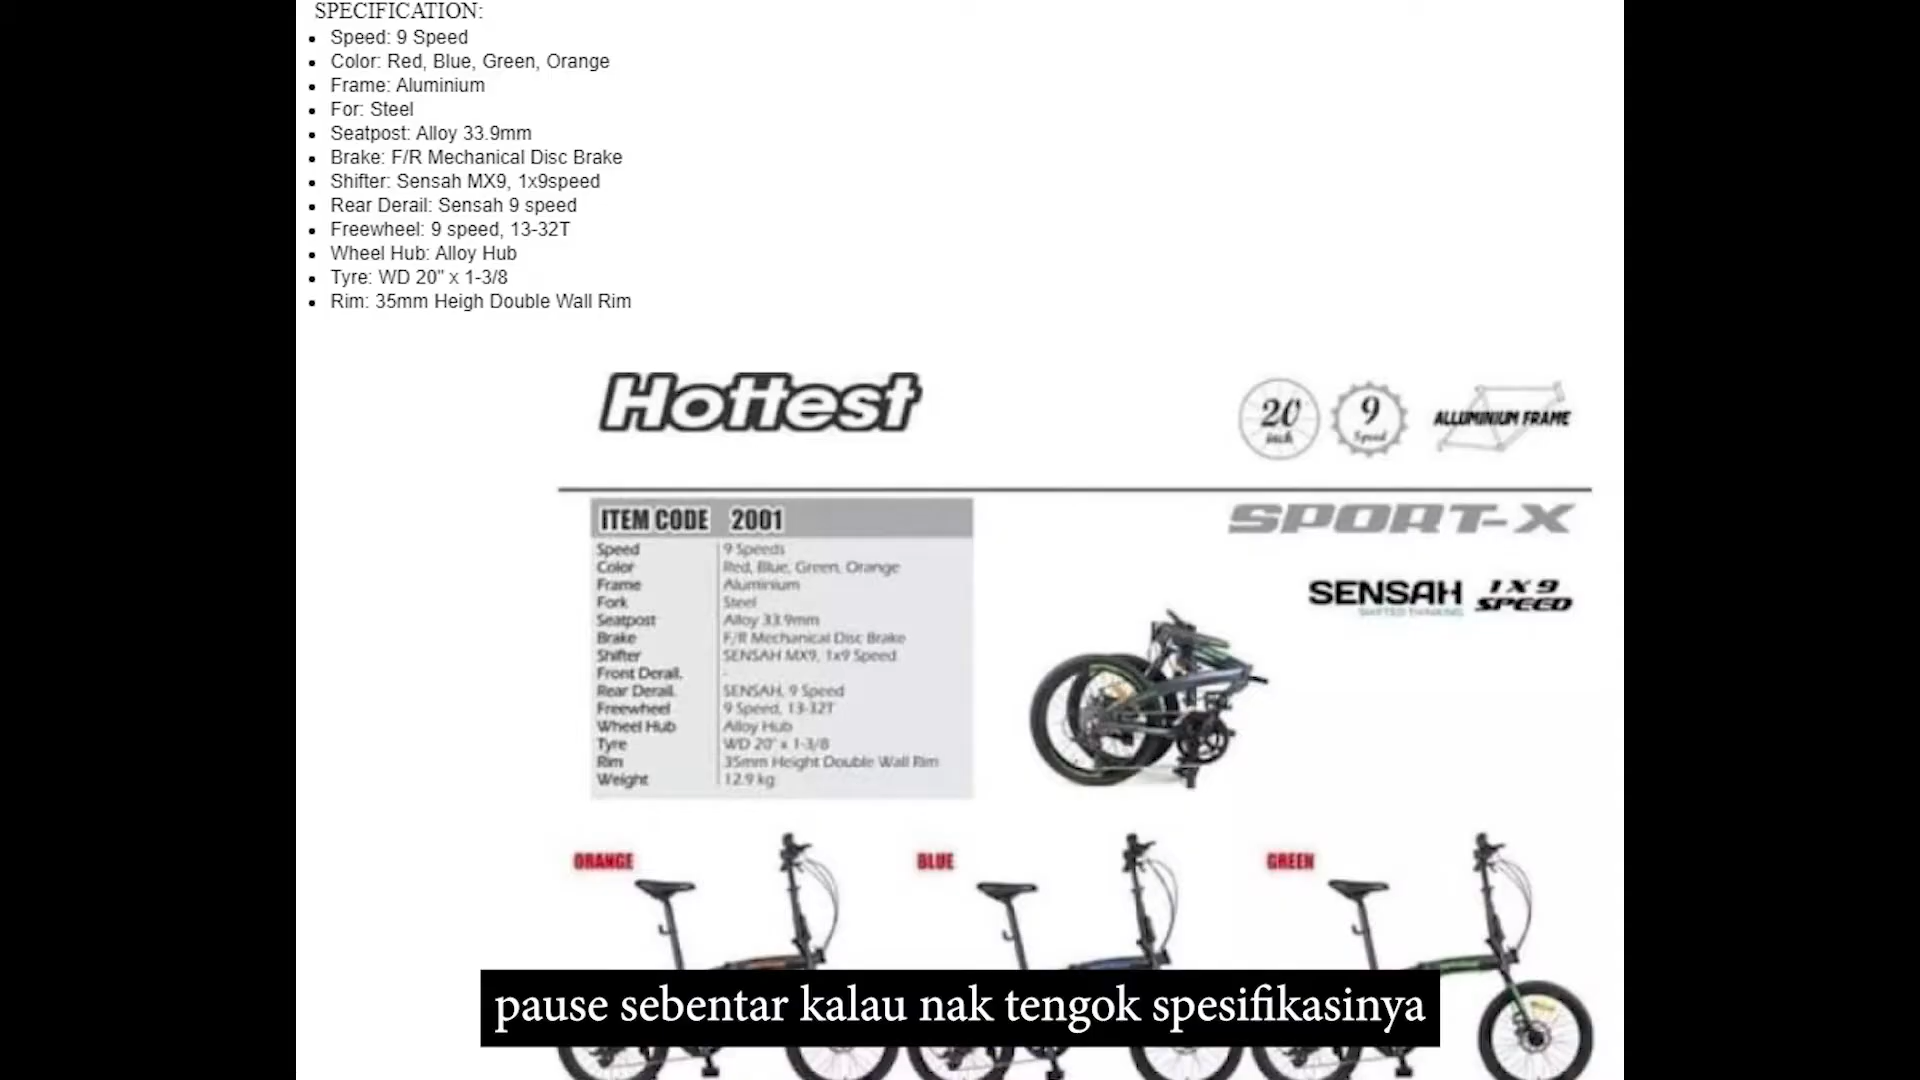 SPECIFICATION:
Speed: 9 Speed
Color: Red, Blue, Green, Orange
Frame: Aluminium
For: Steel
Seatpost: Alloy 33.9mm
Brake: F/R Mechanical Disc Brake
Shifter: Sensah MX9, 1x9speed
Rear Derail: Sensah 9 speed
Freewheel: 9 speed, 13-32T
Wheel Hub: Alloy Hub
Tyre: WD 20" x 1-3/8
Rim: 35mm Heigh Double Wall Rim
Hottest
20 inch
9 Speed
ALLUMINIUM FRAME
SPORT-X
ITEM CODE 2001
Speed 9 Speeds
Color Red, Blue, Green, Orange
Frame Aluminium
Fork Steel
Seatpost Alloy 33.9mm
Brake F/R Mechanical Disc Brake
Shifter SENSAH MX9, 1x9 Speed
Front Derail. -
Rear Derail. SENSAH, 9 Speed
Freewheel 9 Speed, 13-32T
Wheel Hub Alloy Hub
Tyre WD 20" x 1-3/8
Rim 35mm Height Double Wall Rim
Weight 12.9 kg
SENSAH 1X9 SPEED
SHIFTED THINKING
ORANGE
BLUE
GREEN
pause sebentar kalau nak tengok spesifikasinya